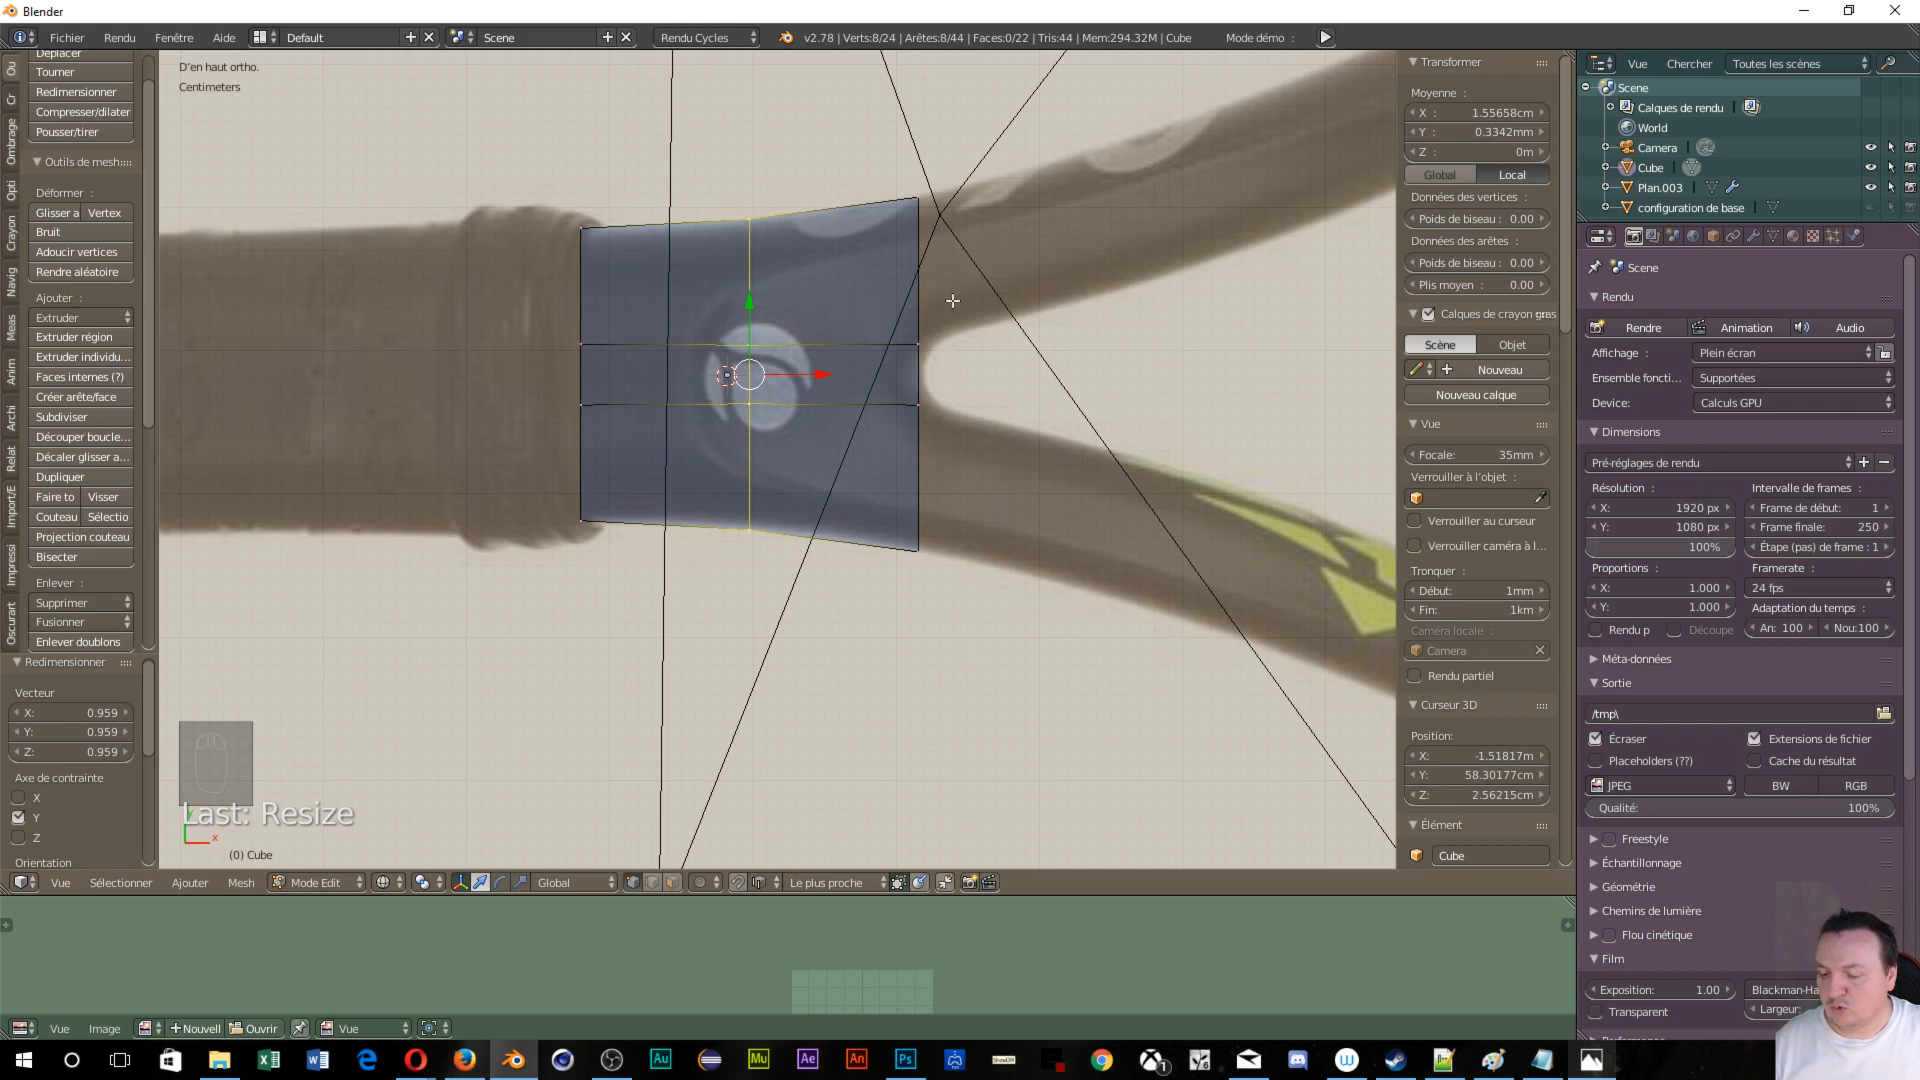 Blender
Fichier Rendu Fenêtre Aide Default Scene Rendu Cycles v2.78 | Verts:8/24 | Arêtes:8/44 | Faces:0/22 | Tris:44 | Mem:294.32M | Cube Mode démo :
D'en haut ortho.
Centimeters
Déplacer
Tourner
Redimensionner
Compresser/dilater
Pousser/tirer
Outils de mesh
Déformer :
Glisser a Vertex
Bruit
Adoucir vertices
Rendre aléatoire
Ajouter :
Extruder
Extruder région
Extruder individu...
Faces internes (?)
Créer arête/face
Subdiviser
Découper boucle...
Décaler glisser a...
Dupliquer
Faire to Visser
Couteau Sélectio
Projection couteau
Bisecter
Enlever :
Supprimer
Fusionner
Enlever doublons
Ou
Cr
Ombrage
Opti
Crayon
Navig
Meas
Anim
Archi
Relat
Import/E
Impressi
Oscurart
Redimensionner
Vecteur
X: 0.959
Y: 0.959
Z: 0.959
Axe de contrainte
X
Y
Z
Orientation
Last: Resize
x
(0) Cube
Transformer
Moyenne :
X : 1.55658cm
Y : 0.3342mm
Z : 0m
Global Local
Données des vertices :
Poids de biseau : 0.00
Données des arêtes :
Poids de biseau : 0.00
Plis moyen : 0.00
Calques de crayon gras
Scène Objet
Nouveau
Nouveau calque
Vue
Focale: 35mm
Verrouiller à l'objet :
Verrouiller au curseur
Verrouiller caméra à l...
Tronquer :
Début: 1mm
Fin: 1km
Caméra locale :
Camera
Rendu partiel
Curseur 3D
Position:
X: -1.51817m
Y: 58.30177cm
Z: 2.56215cm
Élément
Cube
Vue Chercher Toutes les scènes
Scene
Calques de rendu
World
Camera
Cube
Plan.003
configuration de base
Scene
Rendu
Rendre Animation Audio
Affichage : Plein écran
Ensemble foncti... Supportées
Device: Calculs GPU
Dimensions
Pré-réglages de rendu
Résolution : Intervalle de frames :
X: 1920 px Frame de début: 1
Y: 1080 px Frame finale: 250
100% Étape (pas) de frame : 1
Proportions : Framerate :
X: 1.000 24 fps
Y: 1.000 Adaptation du temps :
Rendu p Découpe An: 100 Nou:100
Méta-données
Sortie
/tmp\
Écraser Extensions de fichier
Placeholders (??) Cache du résultat
JPEG BW RGB
Qualité: 100%
Freestyle
Échantillonnage
Géométrie
Chemins de lumière
Flou cinétique
Film
Exposition: 1.00 Blackman-Ha
Transparent Largeur:
Vue Sélectionner Ajouter Mesh Mode Edit Global Le plus proche
Vue Image Nouvell Ouvrir Vue
Au Mu Ae An Ps